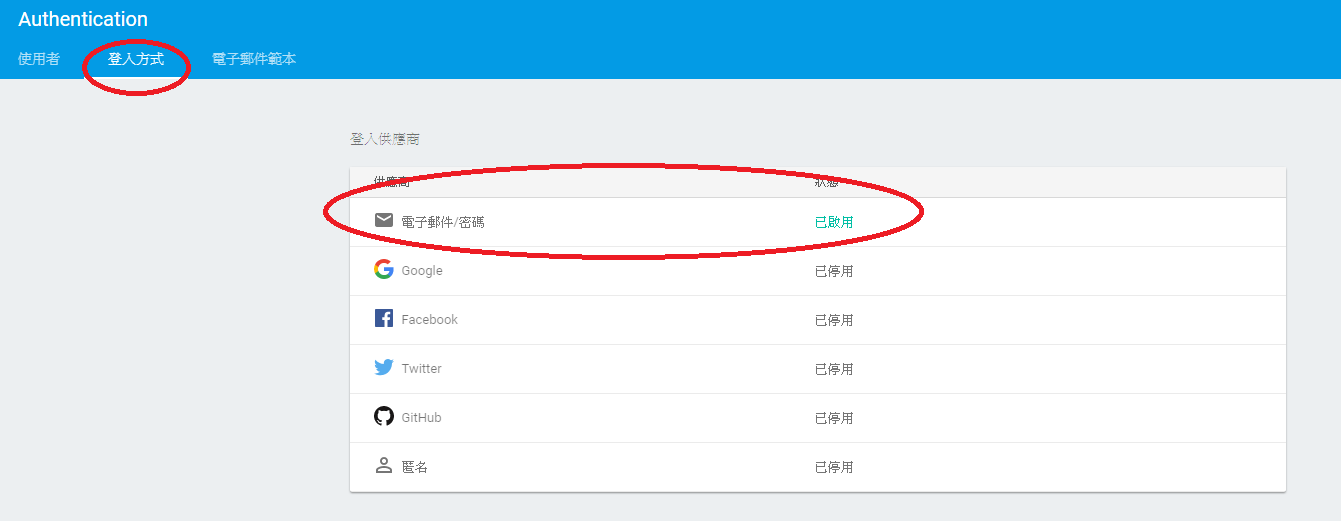 Authentication
使用者 登入方式 電子郵件範本
登入供應商
供應商 狀態
電子郵件/密碼 已啟用
Google 已停用
Facebook 已停用
Twitter 已停用
GitHub 已停用
匿名 已停用